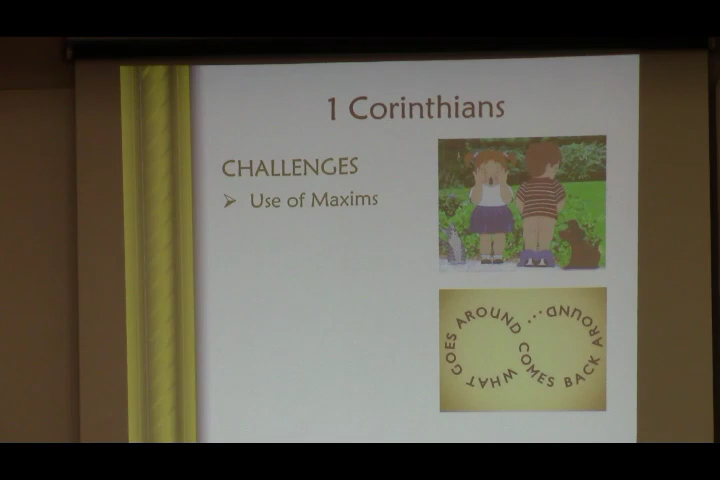 1 Corinthians
CHALLENGES
➢ Use of Maxims
WHAT GOES AROUND COMES BACK AROUND...